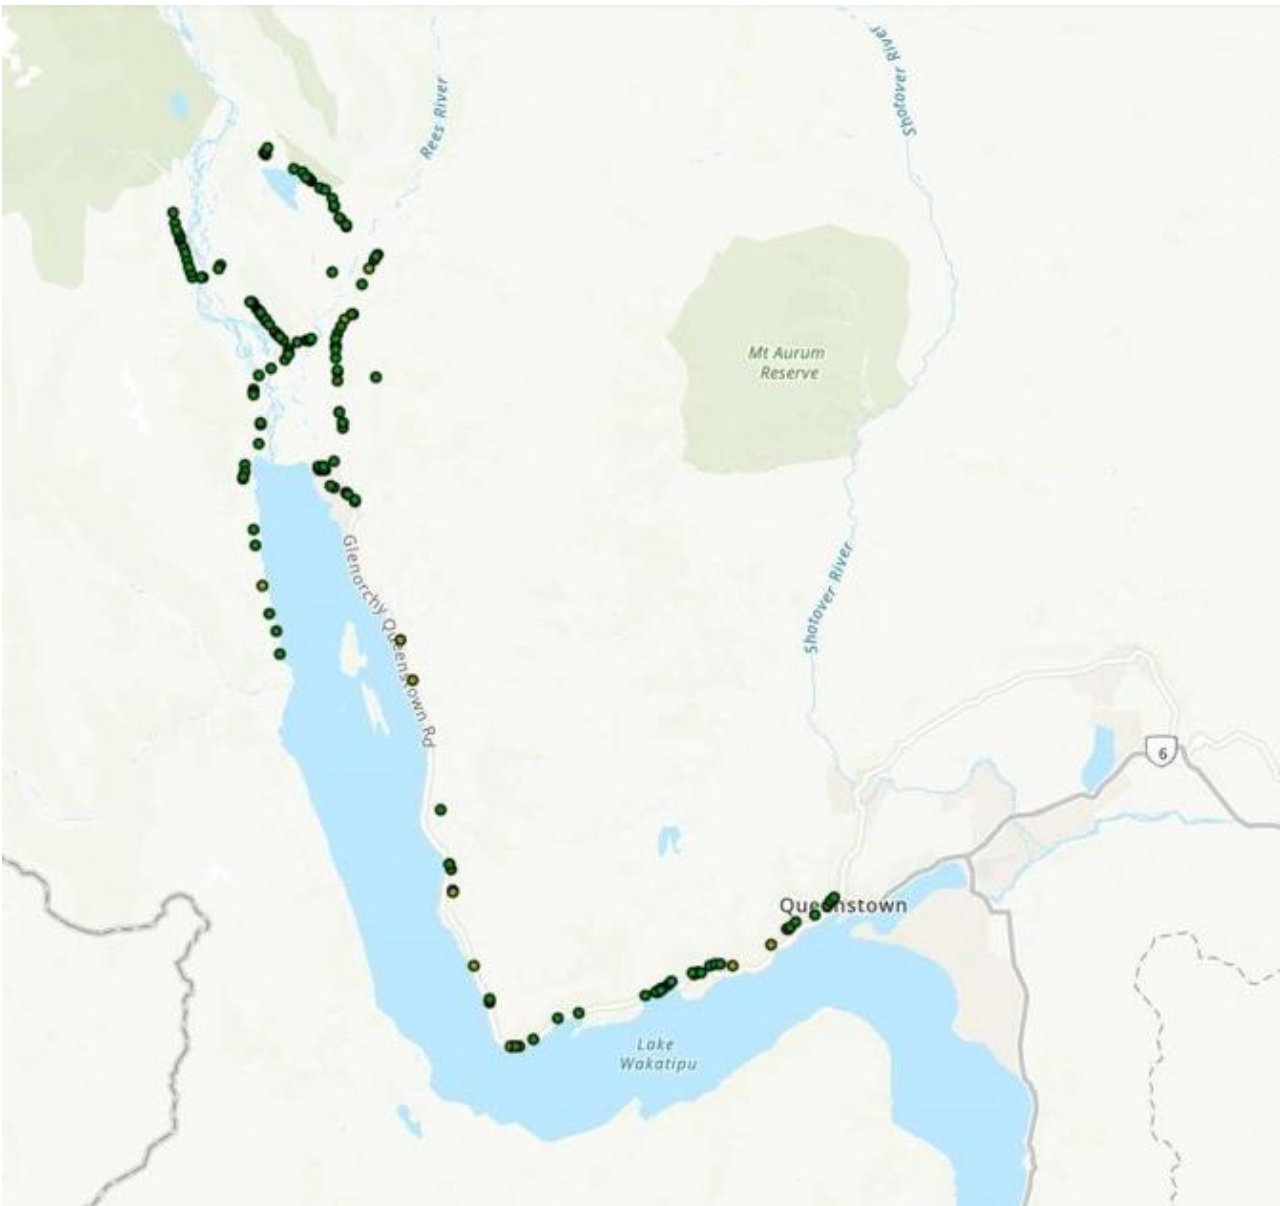 Shotover River
Rees River
Mt Aurum
Reserve
Glenorchy Queenstown Rd
Shotover River
6
Queenstown
Lake
Wakatipu